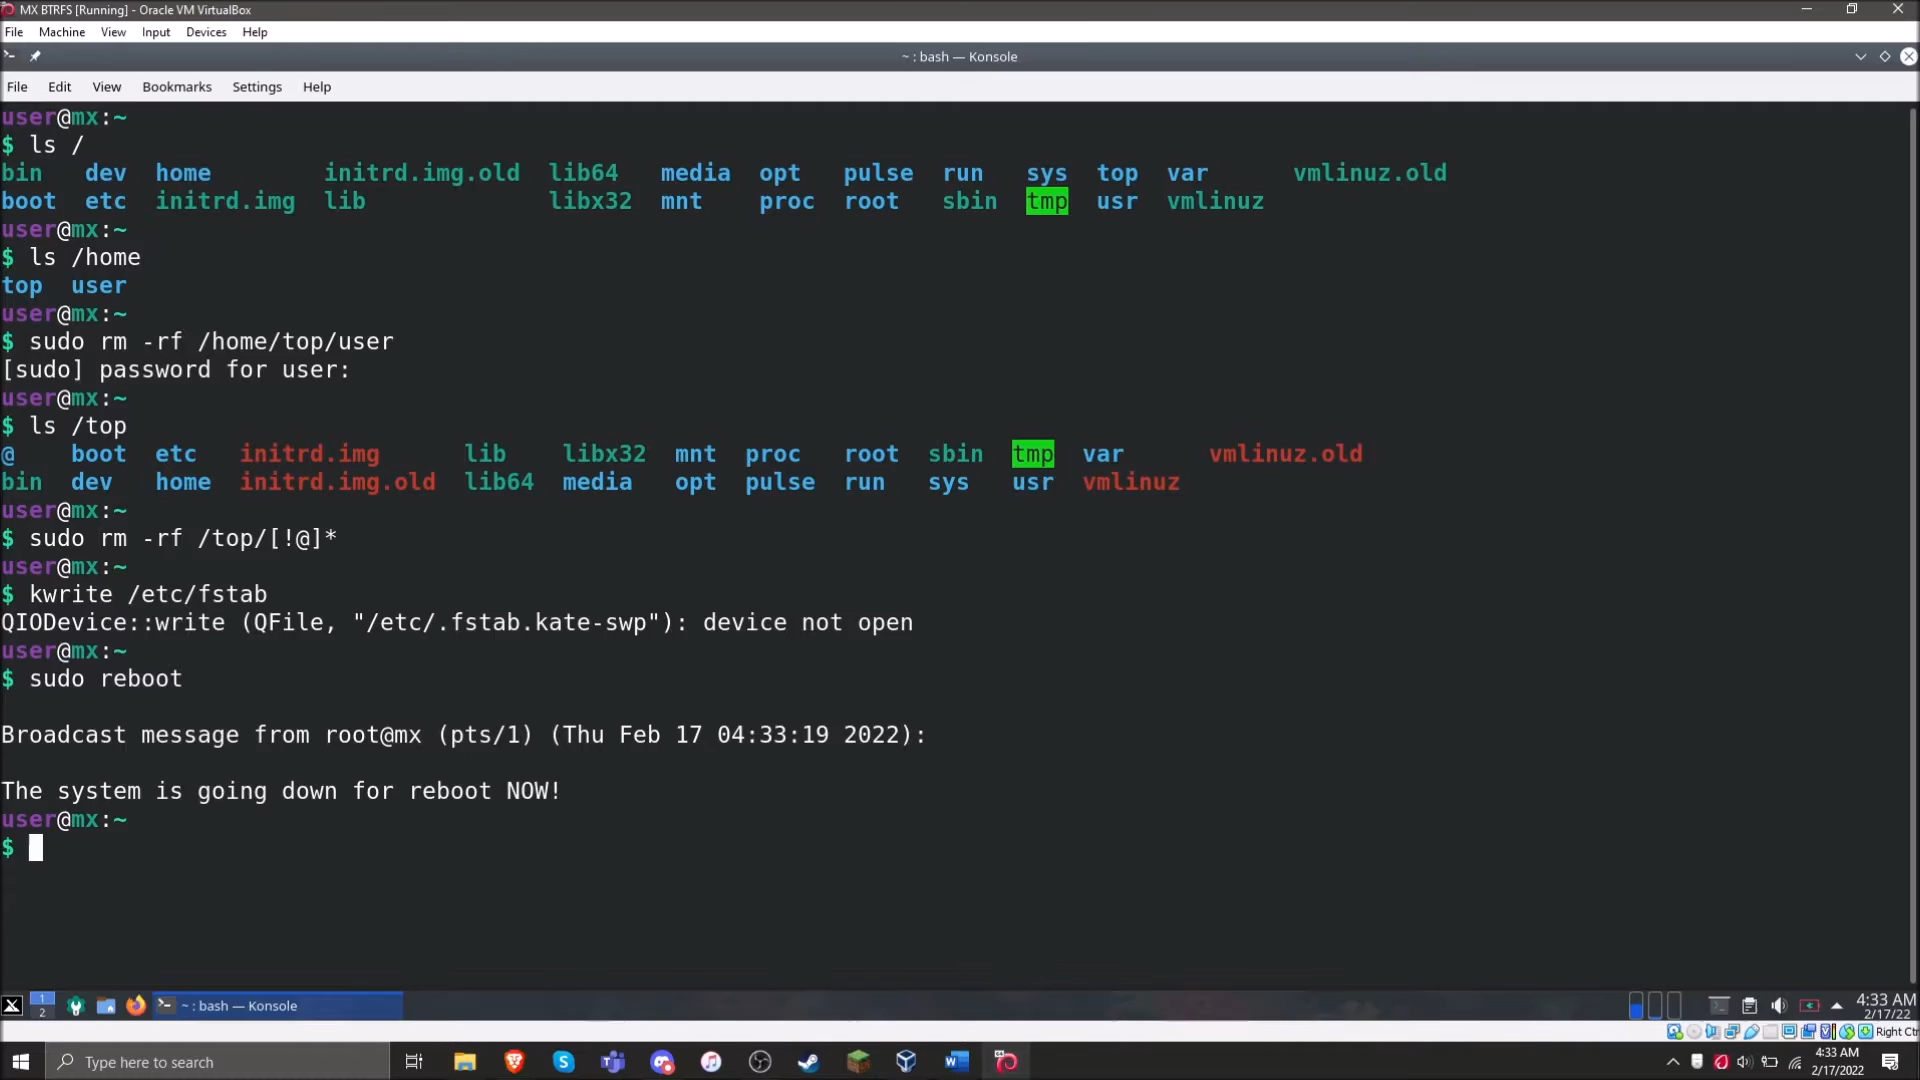 MX BTRFS [Running] - Oracle VM VirtualBox
File Machine View Input Devices Help
~ : bash — Konsole
File Edit View Bookmarks Settings Help
user@mx:~
$ ls /
bin dev home initrd.img.old lib64 media opt pulse run sys top var vmlinuz.old
boot etc initrd.img lib libx32 mnt proc root sbin tmp usr vmlinuz
user@mx:~
$ ls /home
top user
user@mx:~
$ sudo rm -rf /home/top/user
[sudo] password for user:
user@mx:~
$ ls /top
@ boot etc initrd.img lib libx32 mnt proc root sbin tmp var vmlinuz.old
bin dev home initrd.img.old lib64 media opt pulse run sys usr vmlinuz
user@mx:~
$ sudo rm -rf /top/[!@]*
user@mx:~
$ kwrite /etc/fstab
QIODevice::write (QFile, "/etc/.fstab.kate-swp"): device not open
user@mx:~
$ sudo reboot
Broadcast message from root@mx (pts/1) (Thu Feb 17 04:33:19 2022):
The system is going down for reboot NOW!
user@mx:~
$
1
2
~ : bash — Konsole
4:33 AM
2/17/22
Right Ctrl
Type here to search
4:33 AM
2/17/2022